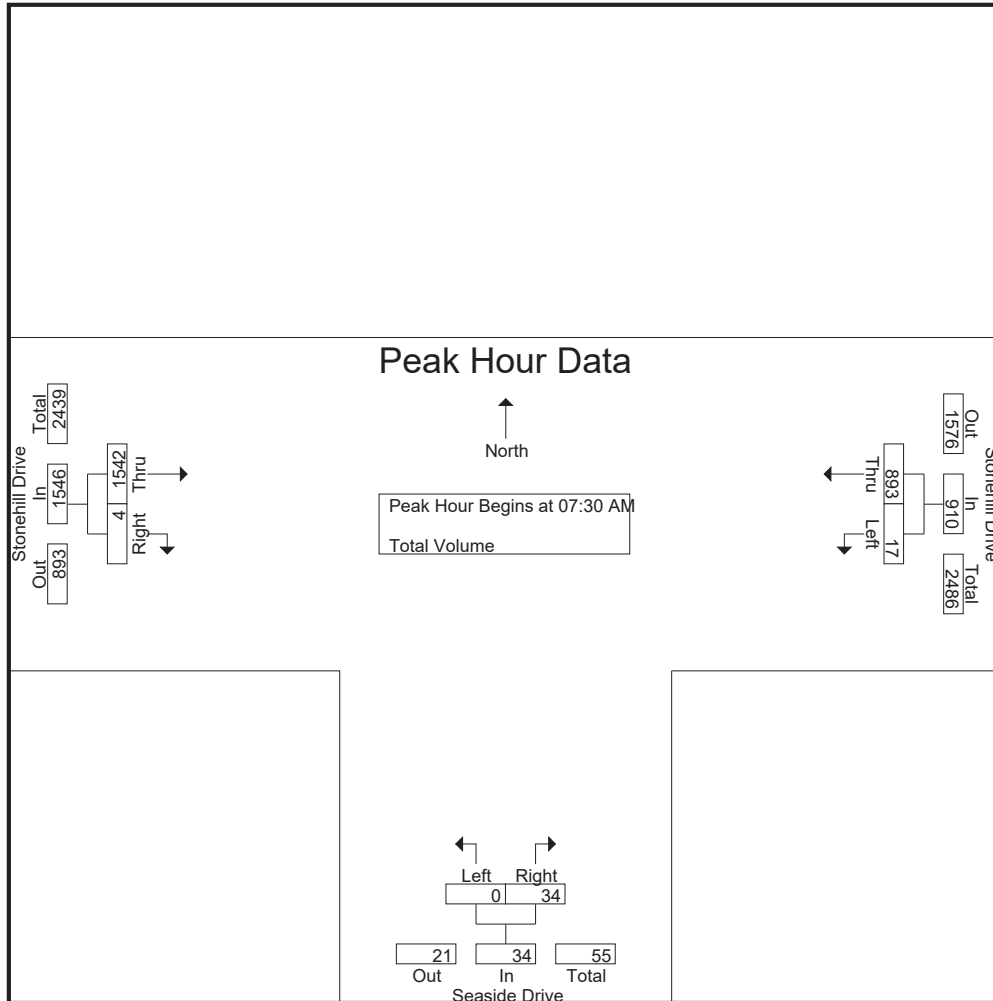 Peak Hour Data
North
Peak Hour Begins at 07:30 AM
Total Volume
Stonehill Drive
Total
2439
In
1546
Out
893
1542
Thru
4
Right
Stonehill Drive
Out
1576
In
910
Total
2486
Thru
893
Left
17
Left Right
0 34
21 34 55
Out In Total
Seaside Drive